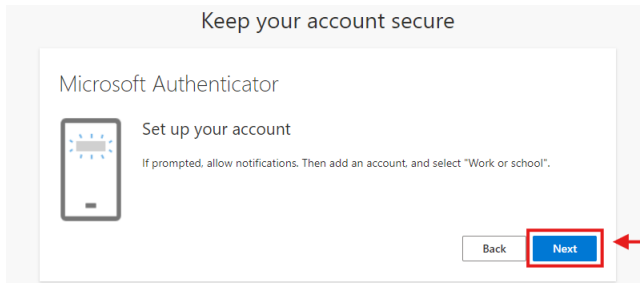 Keep your account secure
Microsoft Authenticator
Set up your account
If prompted, allow notifications. Then add an account, and select "Work or school".
Back
Next